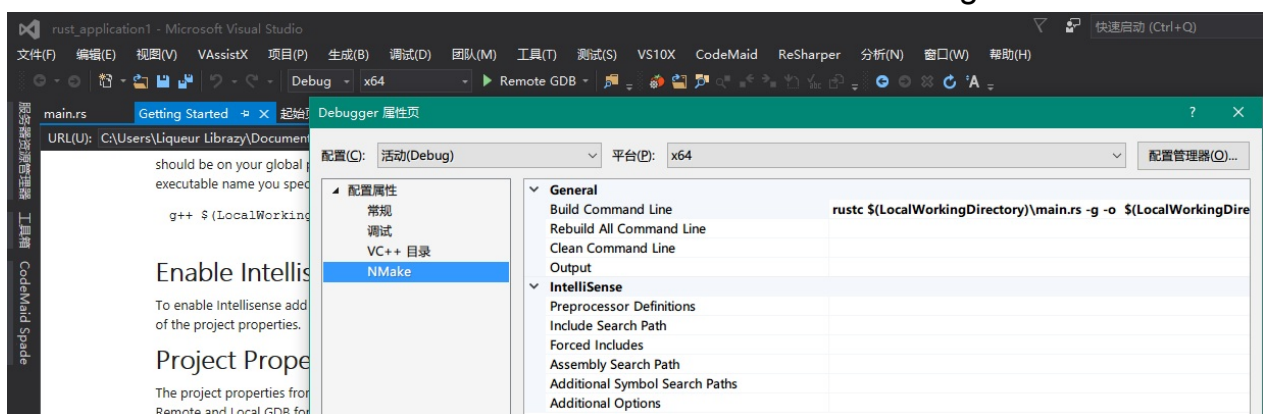 rust_application1 - Microsoft Visual Studio
快速启动 (Ctrl+Q)
文件(F) 编辑(E) 视图(V) VAssistX 项目(P) 生成(B) 调试(D) 团队(M) 工具(T) 测试(S) VS10X CodeMaid ReSharper 分析(N) 窗口(W) 帮助(H)
Debug x64 Remote GDB
服务器资源管理器
工具箱
CodeMaid Spade
main.rs Getting Started
URL(U): C:\Users\Liqueur Librazy\Document
should be on your global
executable name you spec
g++ $(LocalWorking
Enable Intellis
To enable Intellisense add
of the project properties.
Project Prope
The project properties fron
Remote and Local GDB for
Debugger 属性页 ?
配置(C): 活动(Debug) 平台(P): x64 配置管理器(O)...
配置属性
常规
调试
VC++ 目录
NMake
General
Build Command Line rustc $(LocalWorkingDirectory)\main.rs -g -o $(LocalWorkingDire
Rebuild All Command Line
Clean Command Line
Output
IntelliSense
Preprocessor Definitions
Include Search Path
Forced Includes
Assembly Search Path
Additional Symbol Search Paths
Additional Options